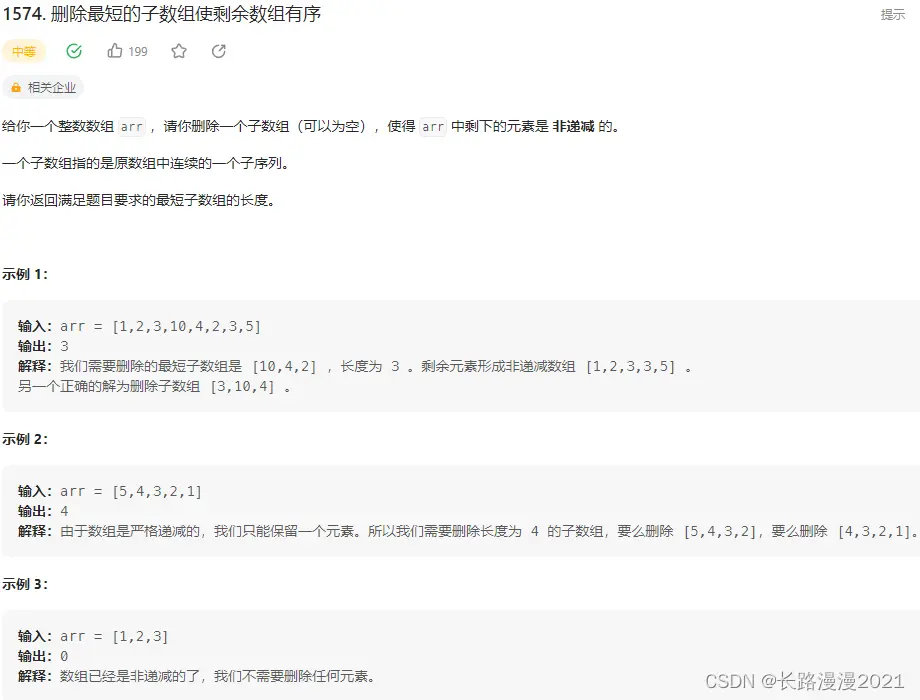 1574. 删除最短的子数组使剩余数组有序
提示
中等 199
相关企业
给你一个整数数组 arr ，请你删除一个子数组（可以为空），使得 arr 中剩下的元素是 非递减 的。
一个子数组指的是原数组中连续的一个子序列。
请你返回满足题目要求的最短子数组的长度。
示例 1：
输入：arr = [1,2,3,10,4,2,3,5]
输出：3
解释：我们需要删除的最短子数组是 [10,4,2] ，长度为 3 。剩余元素形成非递减数组 [1,2,3,3,5] 。
另一个正确的解为删除子数组 [3,10,4] 。
示例 2：
输入：arr = [5,4,3,2,1]
输出：4
解释：由于数组是严格递减的，我们只能保留一个元素。所以我们需要删除长度为 4 的子数组，要么删除 [5,4,3,2]，要么删除 [4,3,2,1]。
示例 3：
输入：arr = [1,2,3]
输出：0
解释：数组已经是非递减的了，我们不需要删除任何元素。
CSDN @长路漫漫2021